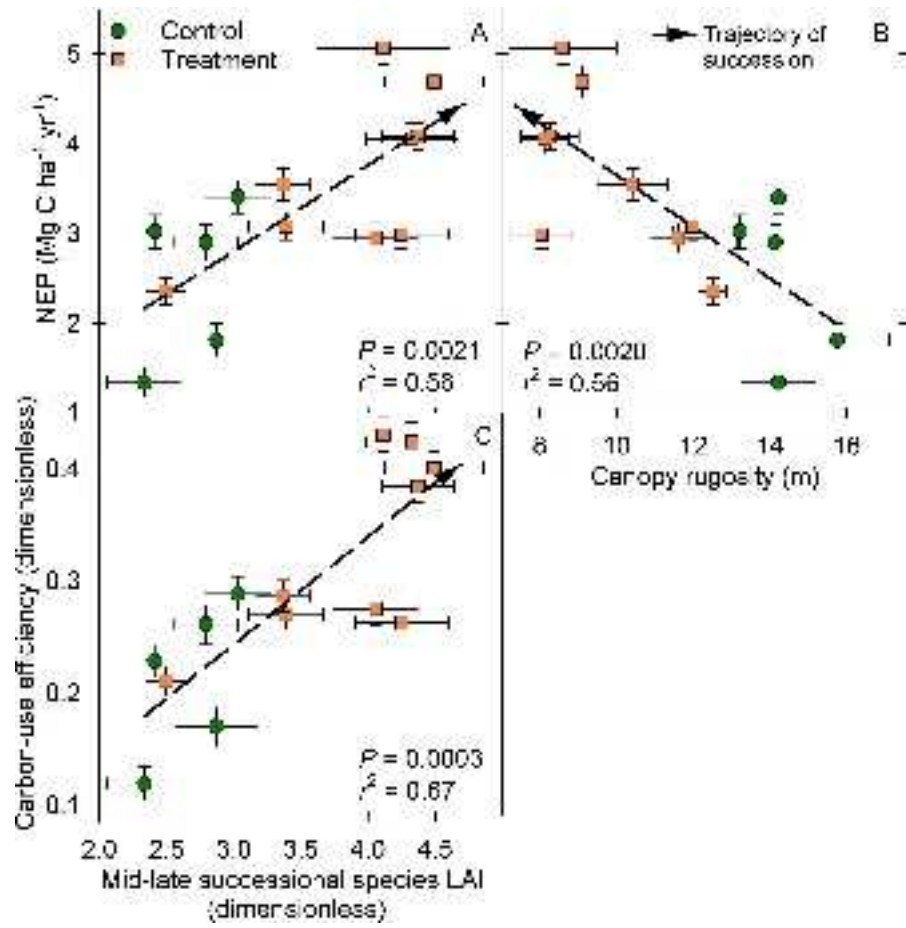 Control
Treatment
A
Trajectory of
succession
B
5
4
3
2
1
NEP (Mg C ha⁻¹ yr⁻¹)
P = 0.0021
r² = 0.58
P = 0.0020
r² = 0.56
8 10 12 14 16
Canopy rugosity (m)
C
0.4
0.3
0.2
0.1
Carbon-use efficiency (dimensionless)
P = 0.0003
r² = 0.67
2.0 2.5 3.0 3.5 4.0 4.5
Mid-late successional species LAI
(dimensionless)